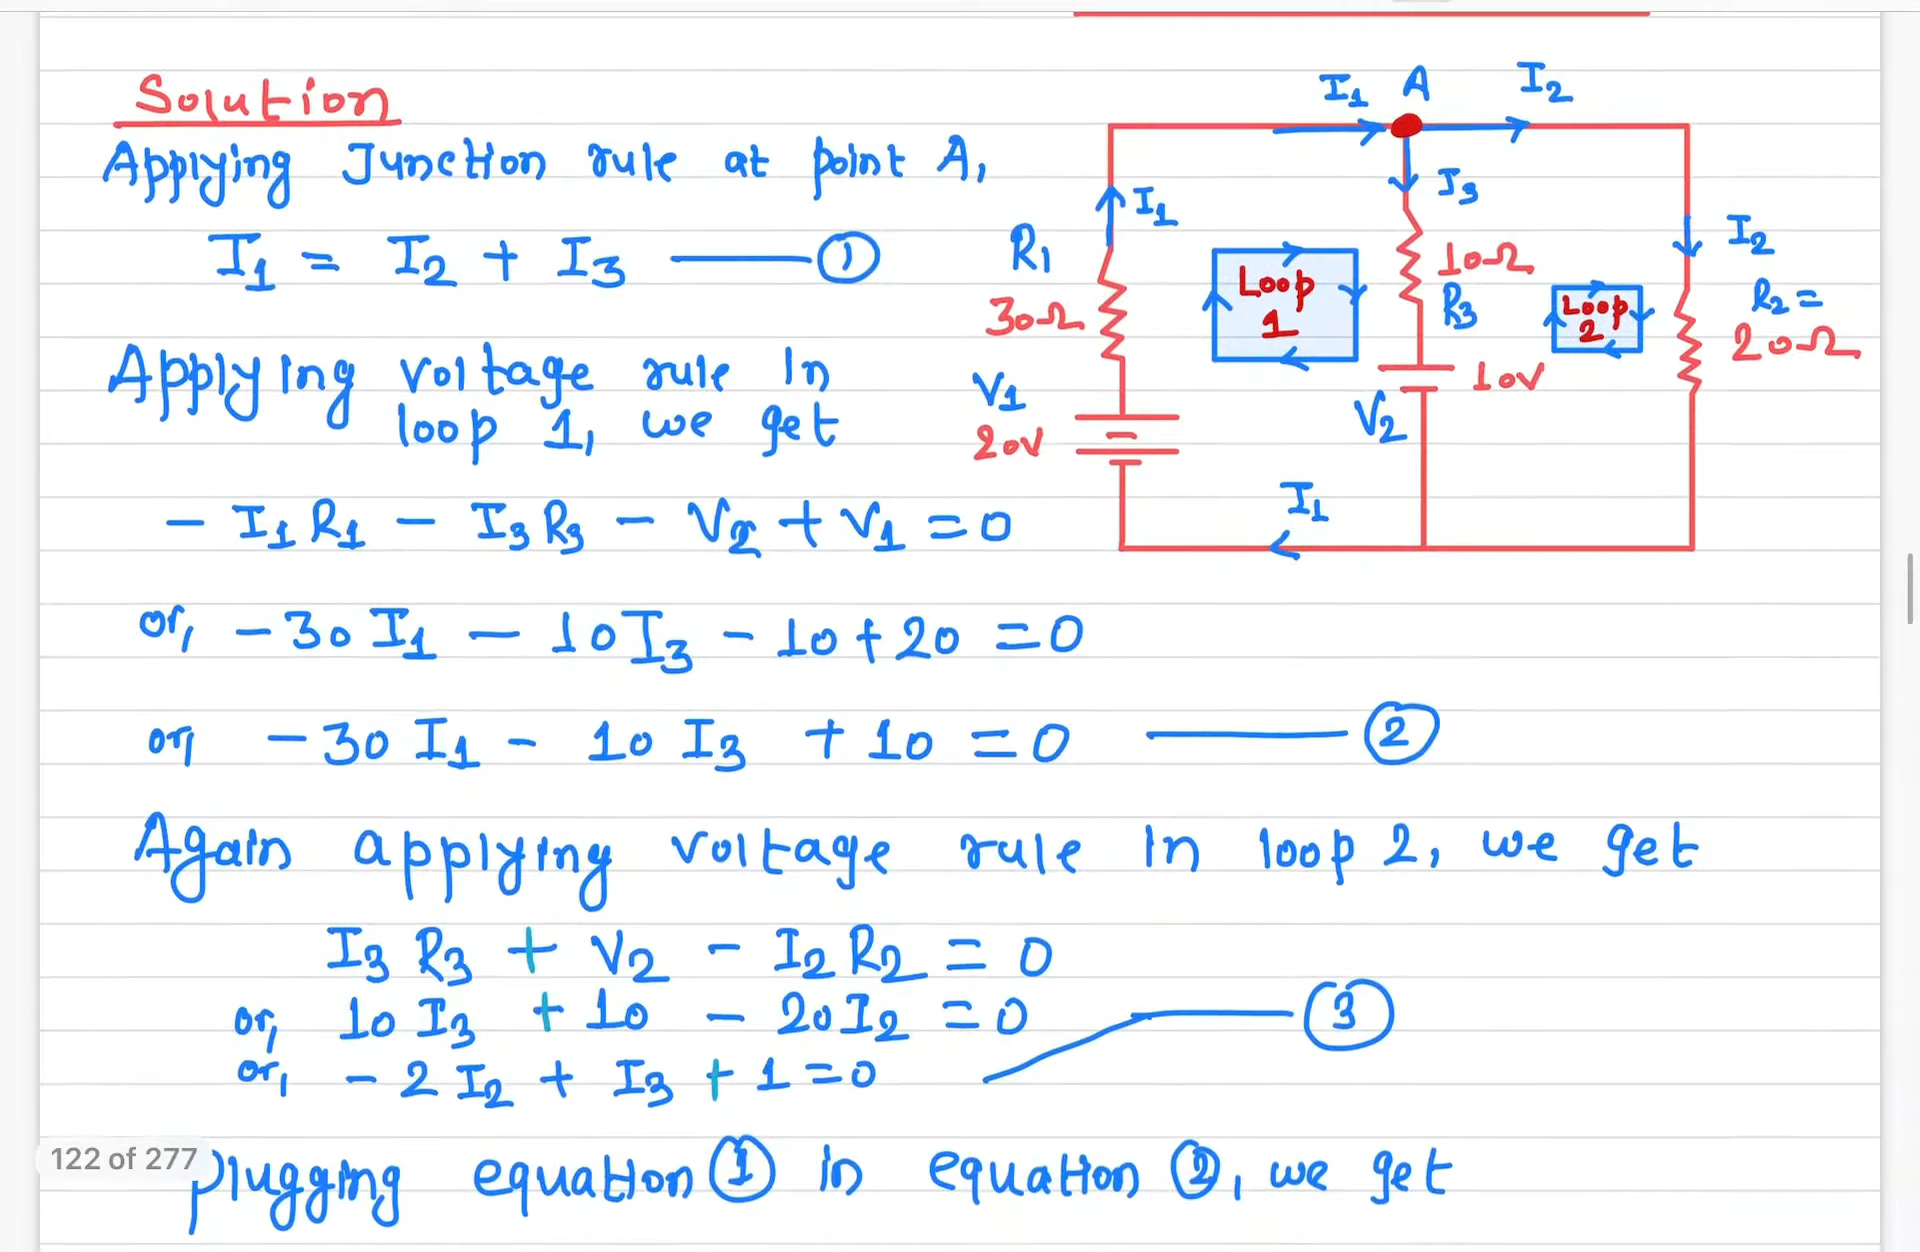 Solution
Applying Junction rule at point A,
I1 = I2 + I3 —— ①
Applying voltage rule in
loop 1, we get
- I1 R1 - I3 R3 - V2 + V1 = 0
or, - 30 I1 - 10 I3 - 10 + 20 = 0
or, - 30 I1 - 10 I3 + 10 = 0 —— ②
Again applying voltage rule in loop 2, we get
I3 R3 + V2 - I2 R2 = 0
or, 10 I3 + 10 - 20 I2 = 0
or, - 2 I2 + I3 + 1 = 0 —— ③
plugging equation ① in equation ②, we get
I1 A I2
I1
I3
I2
R1
30Ω
Loop
1
10Ω
R3
Loop
2
R2 =
20Ω
V1
20V
10V
V2
I1
122 of 277